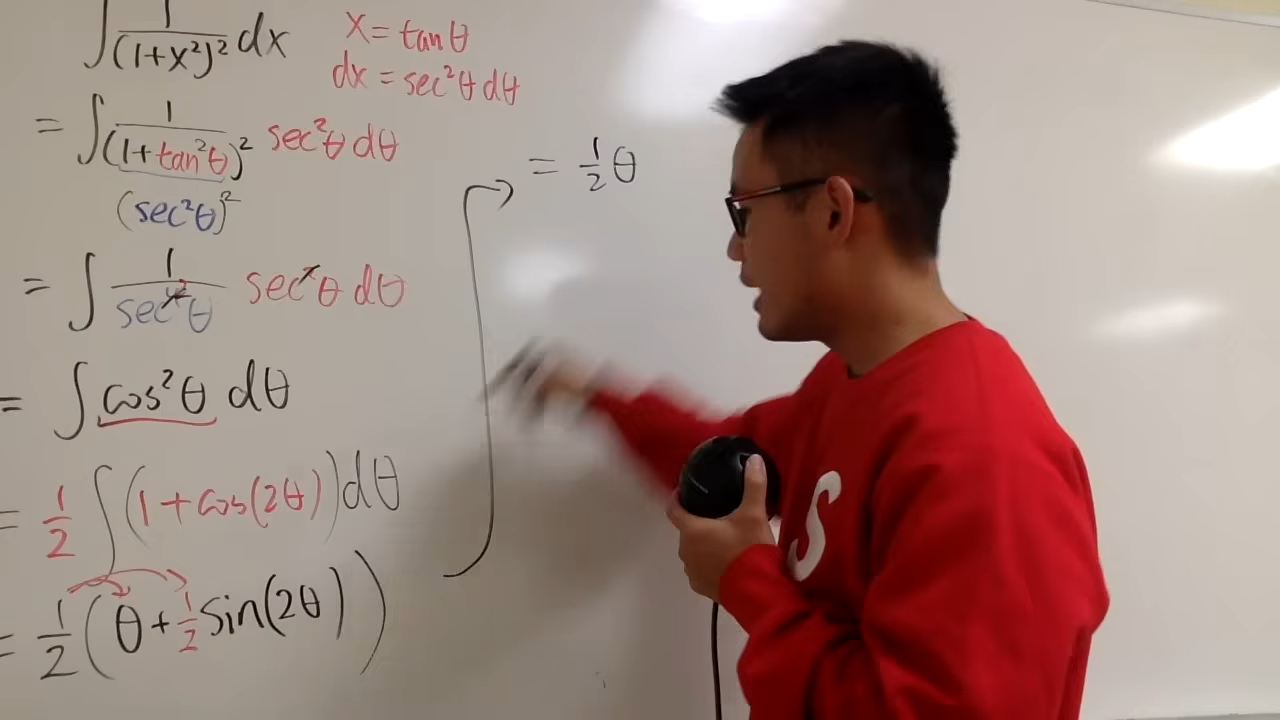 ∫ 1/(1+x²)² dx
x = tanθ
dx = sec²θ dθ
= ∫ 1/(1+tan²θ)² sec²θ dθ
(sec²θ)²
= ∫ 1/sec⁴θ sec²θ dθ
= ∫ cos²θ dθ
= 1/2 ∫ (1+cos(2θ)) dθ
= 1/2 (θ + 1/2 sin(2θ))
= 1/2 θ
S